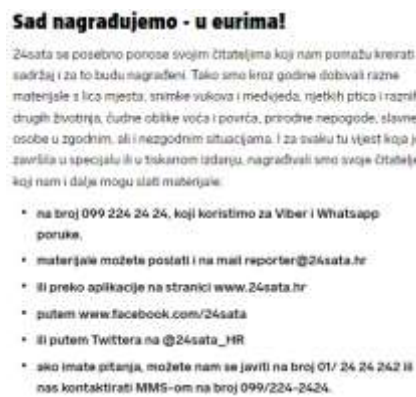 Sad nagrađujemo - u eurima!
24sata se posebno ponose svojim čitateljima koji nam pomažu kreirati
sadržaj i za to budu nagrađeni. Tako smo kroz godine dobivali razne
materijale s lica mjesta, snimke vukova i medvjeda, rijetkih ptica i raznih
drugih životinja, čudne oblike voća i povrća, prirodne nepogode, slavne
osobe u zgodnim, ali i nezgodnim situacijama. I za svaku tu vijest koja je
završila u specijalu ili u tiskanom izdanju, nagrađivali smo svoje čitatelje
koji nam i dalje mogu slati materijale:
• na broj 099 224 24 24, koji koristimo za Viber i Whatsapp
poruke.
• materijale možete poslati i na mail reporter@24sata.hr
• ili preko aplikacije na stranici www.24sata.hr
• putem www.facebook.com/24sata
• ili putem Twittera na @24sata_HR
• ako imate pitanja, možete nam se javiti na broj 01/ 24 24 242 ili
nas kontaktirati MMS-om na broj 099/224-2424.